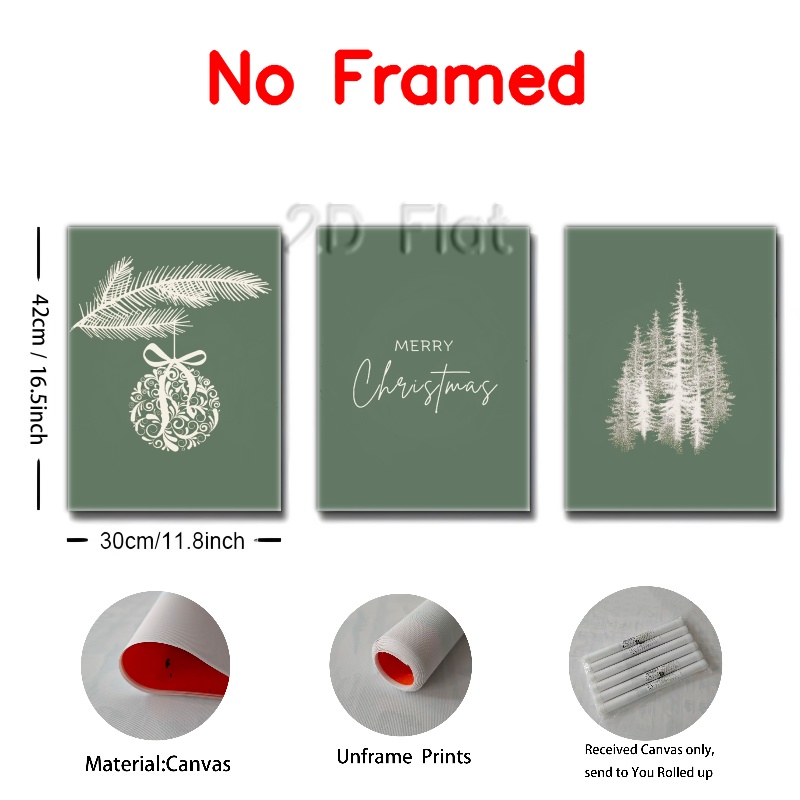 No Framed
2.D Flat
42cm / 16.5inch
MERRY
Christmas
30cm/11.8inch
Material:Canvas
Unframe Prints
Received Canvas only,
send to You Rolled up